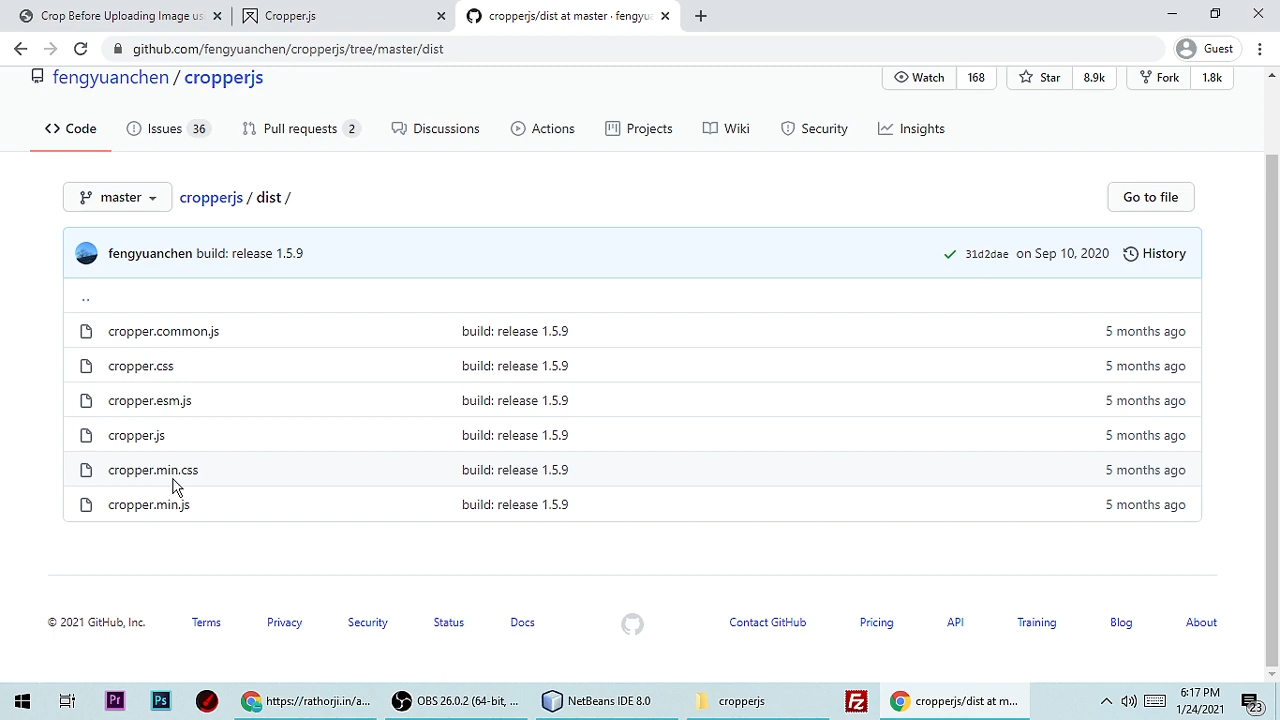 Crop Before Uploading Image us
Cropper.js
cropperjs/dist at master · fengyua
github.com/fengyuanchen/cropperjs/tree/master/dist
Guest
fengyuanchen / cropperjs
Watch 168
Star 8.9k
Fork 1.8k
<> Code
Issues 36
Pull requests 2
Discussions
Actions
Projects
Wiki
Security
Insights
master
cropperjs / dist /
Go to file
fengyuanchen build: release 1.5.9
31d2dae on Sep 10, 2020
History
..
cropper.common.js build: release 1.5.9 5 months ago
cropper.css build: release 1.5.9 5 months ago
cropper.esm.js build: release 1.5.9 5 months ago
cropper.js build: release 1.5.9 5 months ago
cropper.min.css build: release 1.5.9 5 months ago
cropper.min.js build: release 1.5.9 5 months ago
© 2021 GitHub, Inc.
Terms
Privacy
Security
Status
Docs
Contact GitHub
Pricing
API
Training
Blog
About
Pr
Ps
https://rathorji.in/a...
OBS 26.0.2 (64-bit, ...
NetBeans IDE 8.0
cropperjs
Fz
cropperjs/dist at m...
6:17 PM
1/24/2021
23